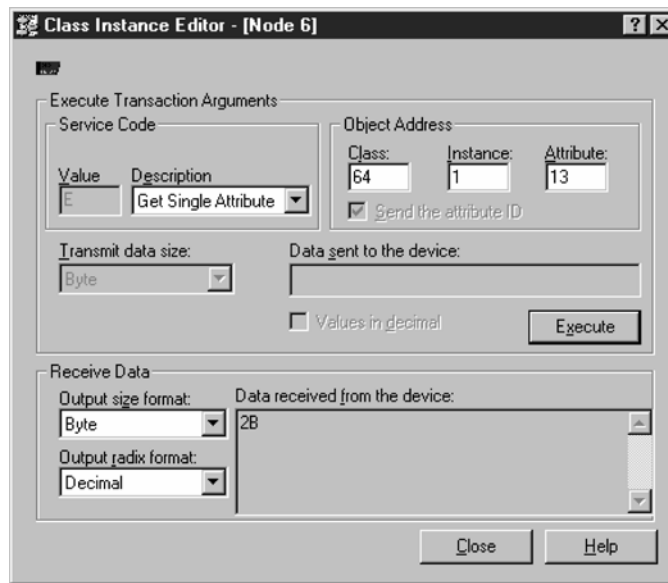 Class Instance Editor - [Node 6]
Execute Transaction Arguments
Service Code
Object Address
Value
Description
Class:
Instance:
Attribute:
E
Get Single Attribute
64
1
13
Send the attribute ID
Transmit data size:
Data sent to the device:
Byte
Values in decimal
Execute
Receive Data
Output size format:
Data received from the device:
Byte
2B
Output radix format:
Decimal
Close
Help